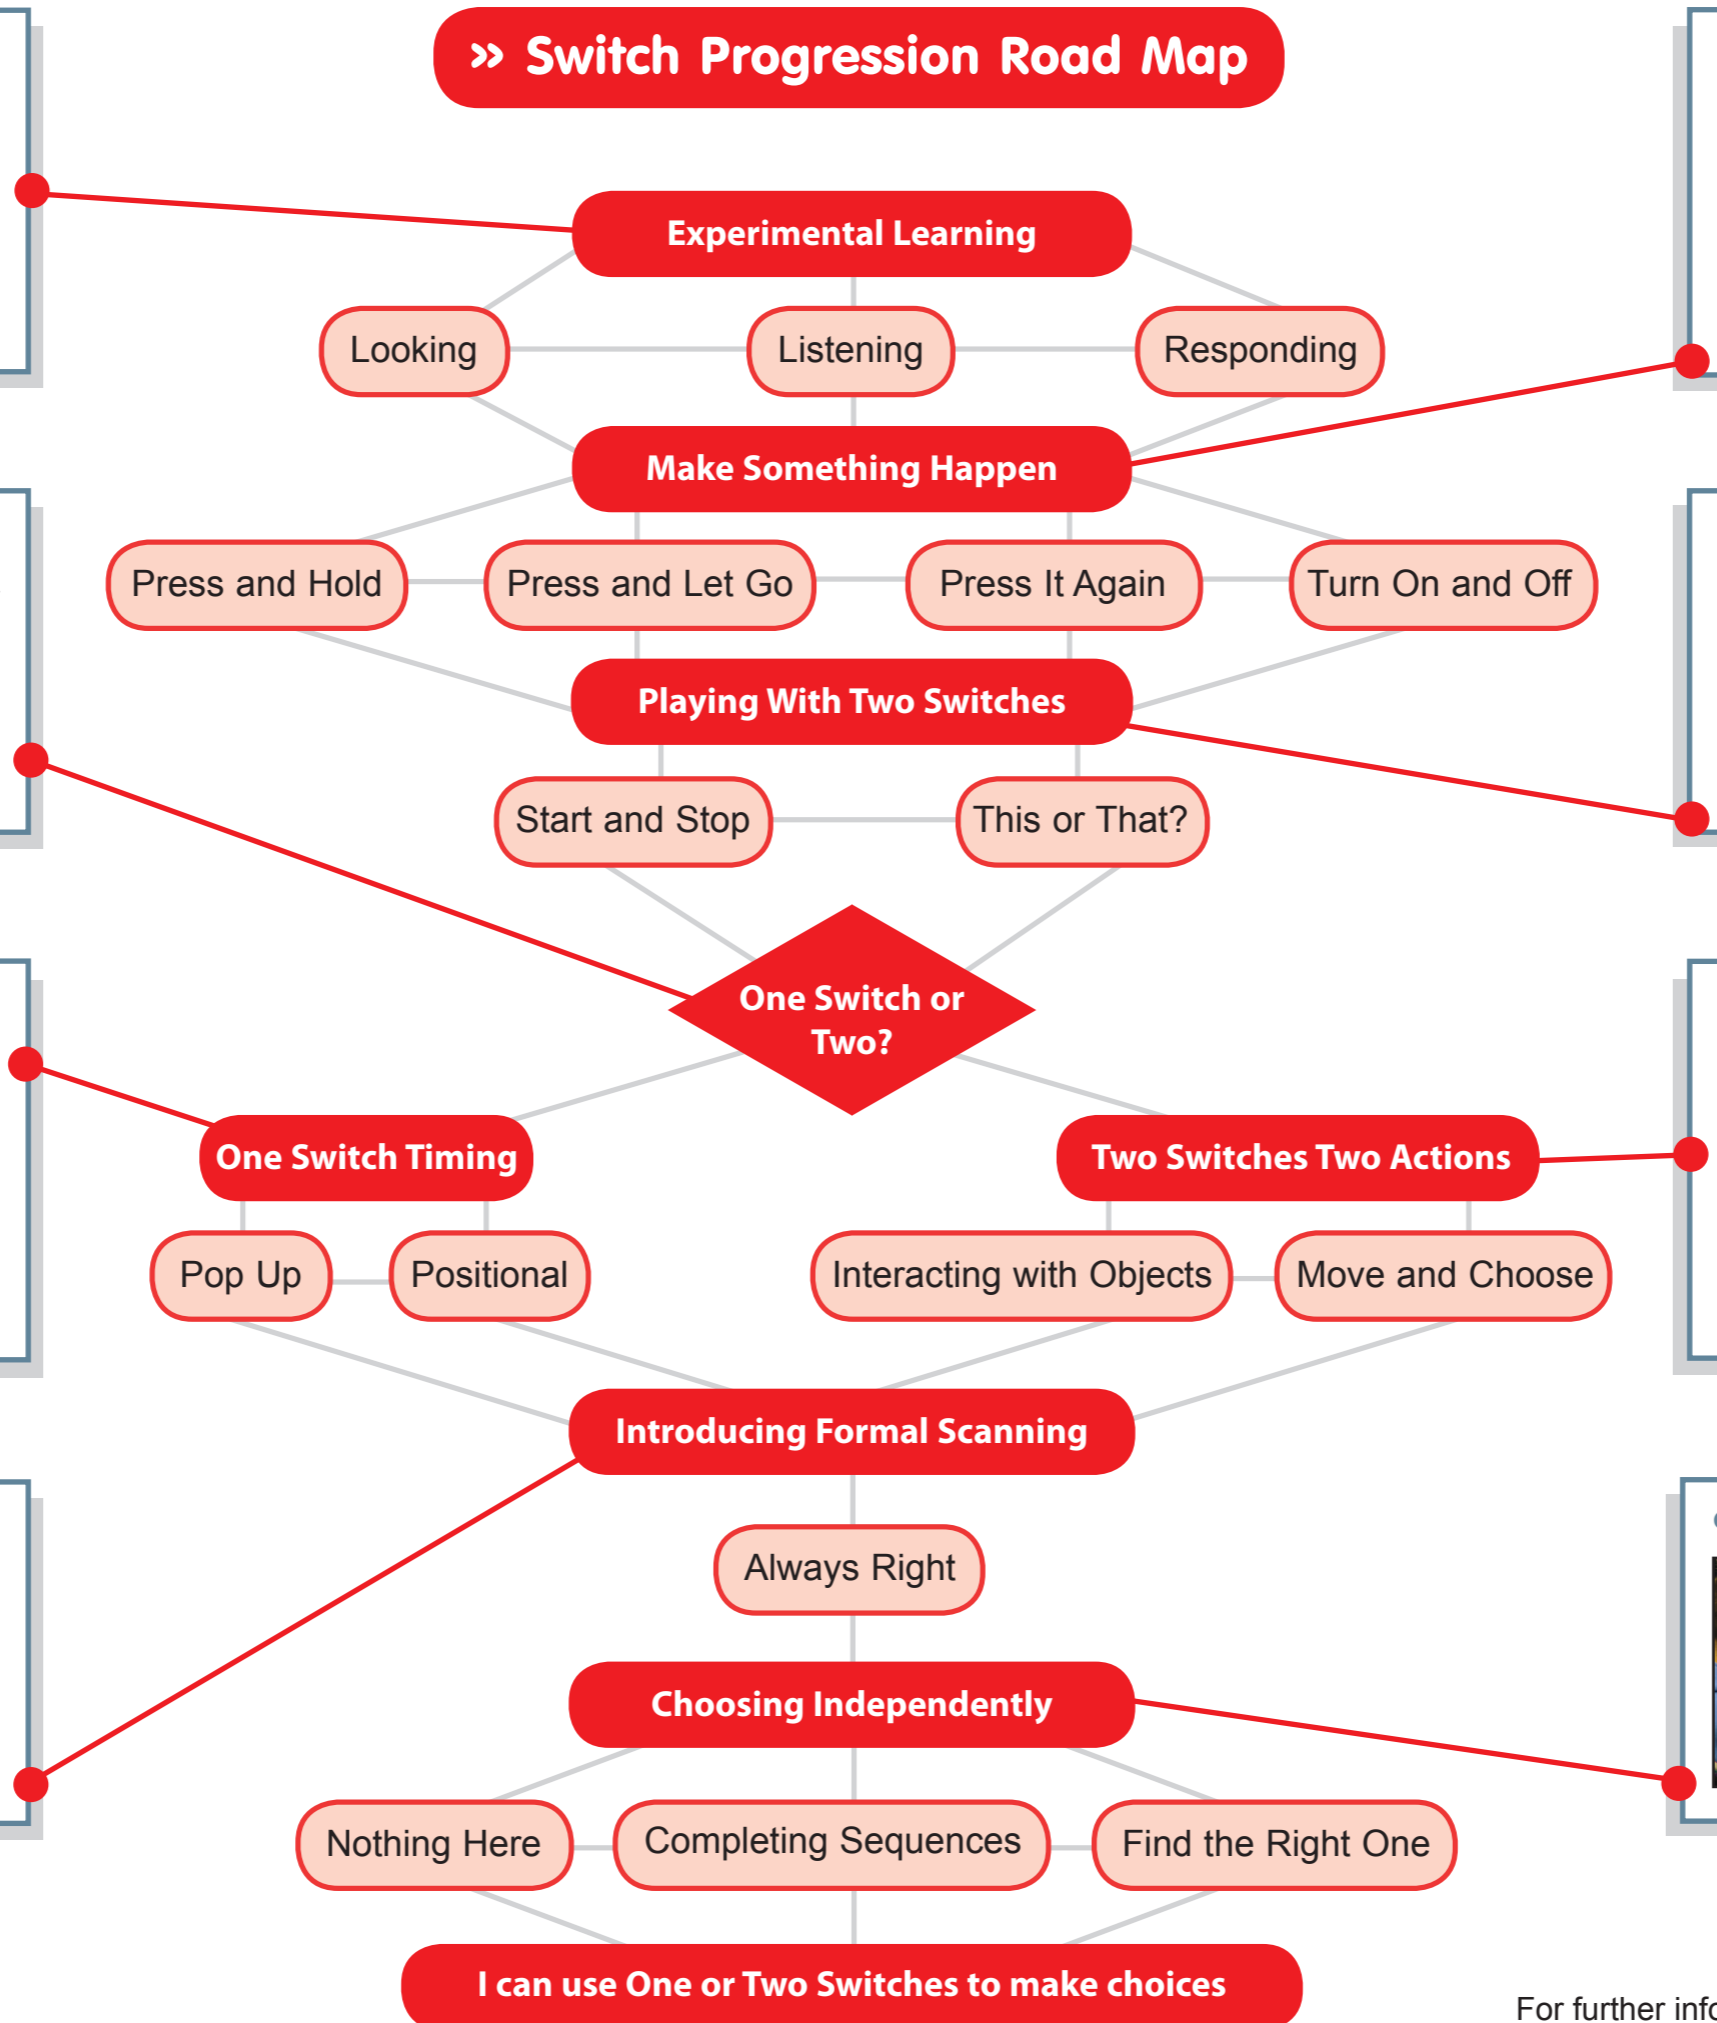 » Switch Progression Road Map
Experimental Learning
Looking
Listening
Responding
Make Something Happen
Press and Hold
Press and Let Go
Press It Again
Turn On and Off
Playing With Two Switches
Start and Stop
This or That?
One Switch or
Two?
One Switch Timing
Two Switches Two Actions
Pop Up
Positional
Interacting with Objects
Move and Choose
Introducing Formal Scanning
Always Right
Choosing Independently
Nothing Here
Completing Sequences
Find the Right One
I can use One or Two Switches to make choices
For further